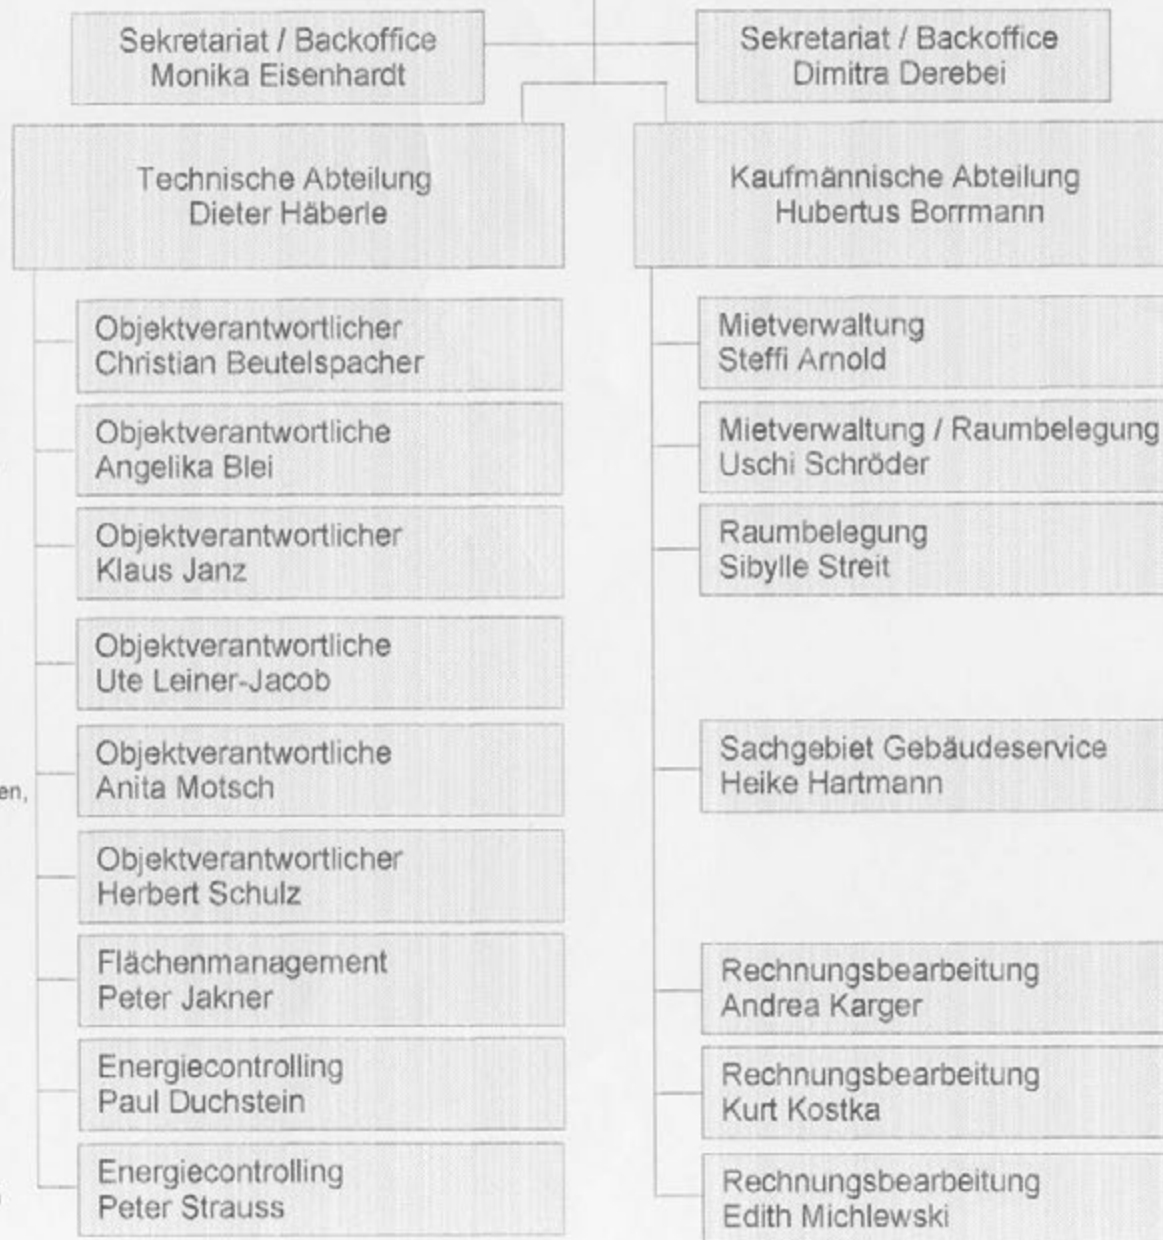 Sekretariat / Backoffice
Monika Eisenhardt
Sekretariat / Backoffice
Dimitra Derebei
Technische Abteilung
Dieter Häberle
Kaufmännische Abteilung
Hubertus Borrmann
Objektverantwortlicher
Christian Beutelspacher
Objektverantwortliche
Angelika Blei
Objektverantwortlicher
Klaus Janz
Objektverantwortliche
Ute Leiner-Jacob
Objektverantwortliche
Anita Motsch
en,
Objektverantwortlicher
Herbert Schulz
Flächenmanagement
Peter Jakner
Energiecontrolling
Paul Duchstein
Energiecontrolling
Peter Strauss
Mietverwaltung
Steffi Arnold
Mietverwaltung / Raumbelegung
Uschi Schröder
Raumbelegung
Sibylle Streit
Sachgebiet Gebäudeservice
Heike Hartmann
Rechnungsbearbeitung
Andrea Karger
Rechnungsbearbeitung
Kurt Kostka
Rechnungsbearbeitung
Edith Michlewski